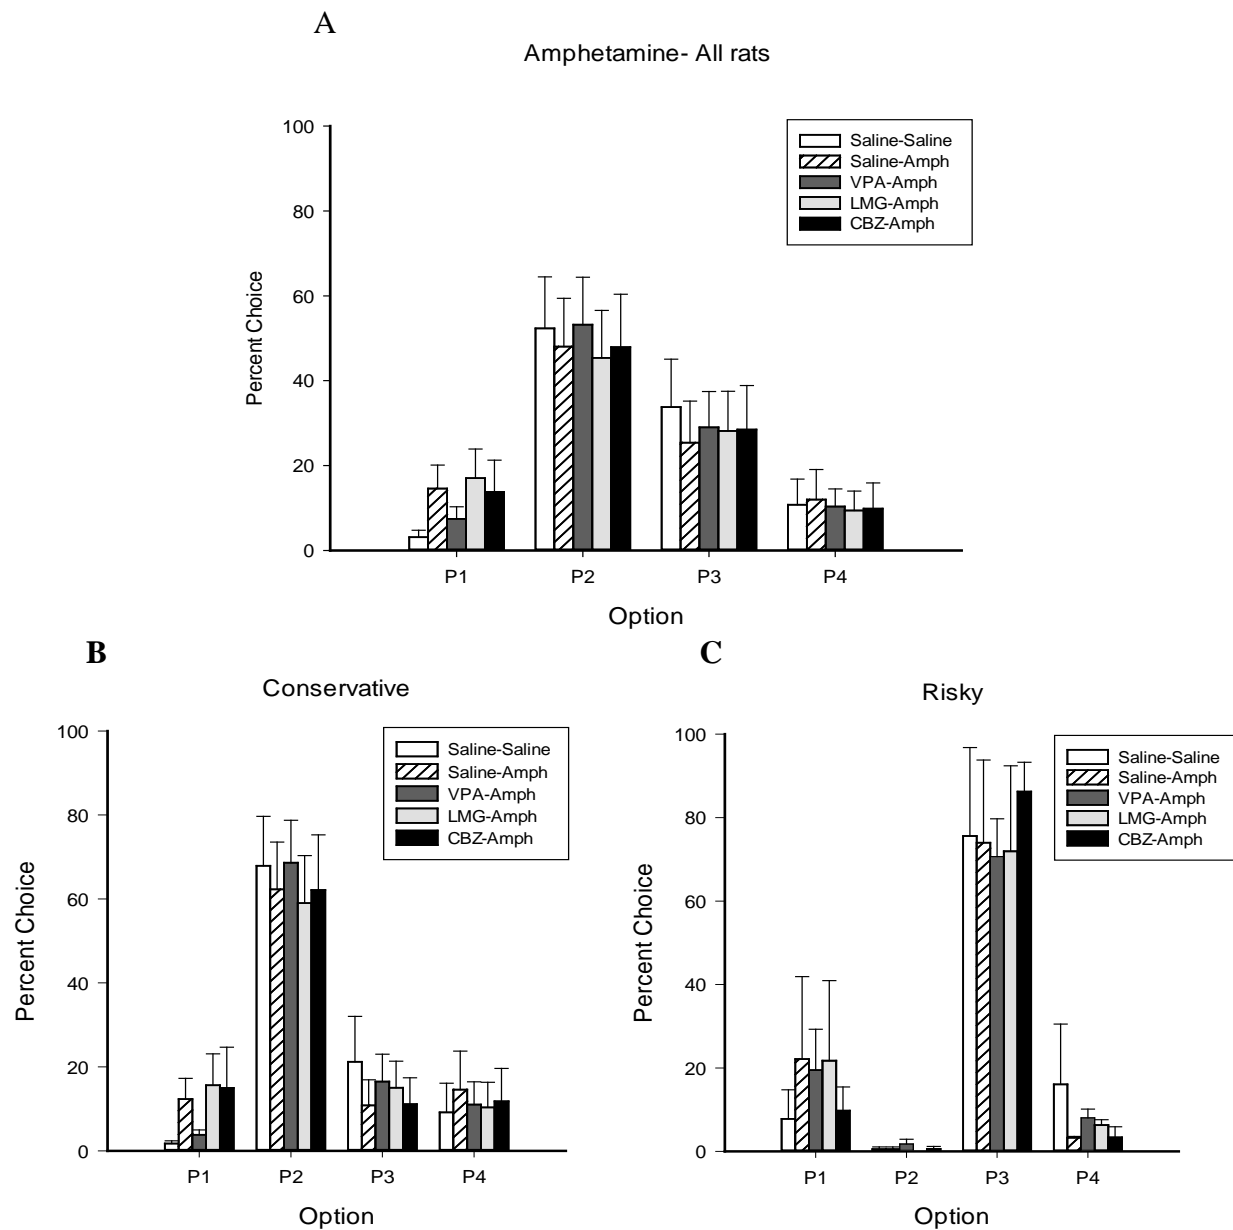 A
Amphetamine- All rats
100
80
60
40
20
0
Percent Choice
Saline-Saline
Saline-Amph
VPA-Amph
LMG-Amph
CBZ-Amph
P1 P2 P3 P4
Option
B
Conservative
100
80
60
40
20
0
Percent Choice
Saline-Saline
Saline-Amph
VPA-Amph
LMG-Amph
CBZ-Amph
P1 P2 P3 P4
Option
C
Risky
100
80
60
40
20
0
Percent Choice
Saline-Saline
Saline-Amph
VPA-Amph
LMG-Amph
CBZ-Amph
P1 P2 P3 P4
Option